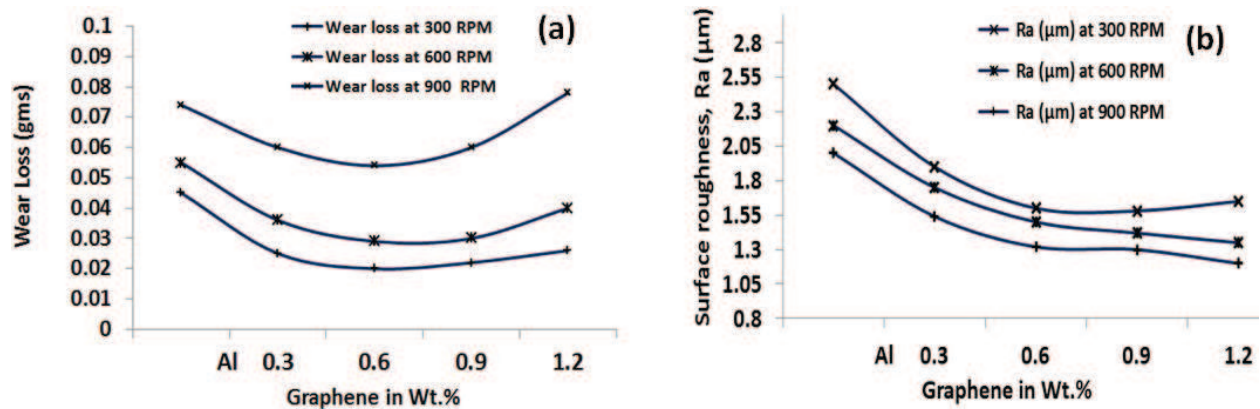 (a)
Wear loss at 300 RPM
Wear loss at 600 RPM
Wear loss at 900 RPM
Wear Loss (gms)
0.1
0.09
0.08
0.07
0.06
0.05
0.04
0.03
0.02
0.01
0
Al 0.3 0.6 0.9 1.2
Graphene in Wt.%
(b)
Ra (µm) at 300 RPM
Ra (µm) at 600 RPM
Ra (µm) at 900 RPM
Surface roughness, Ra (µm)
2.8
2.55
2.3
2.05
1.8
1.55
1.3
1.05
0.8
Al 0.3 0.6 0.9 1.2
Graphene in Wt.%